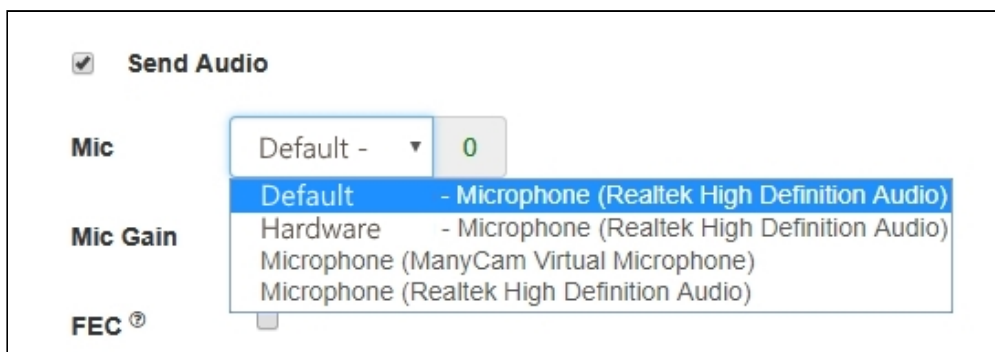 Send Audio
Mic Default - 0
Default - Microphone (Realtek High Definition Audio)
Hardware - Microphone (Realtek High Definition Audio)
Mic Gain
Microphone (ManyCam Virtual Microphone)
Microphone (Realtek High Definition Audio)
FEC ?